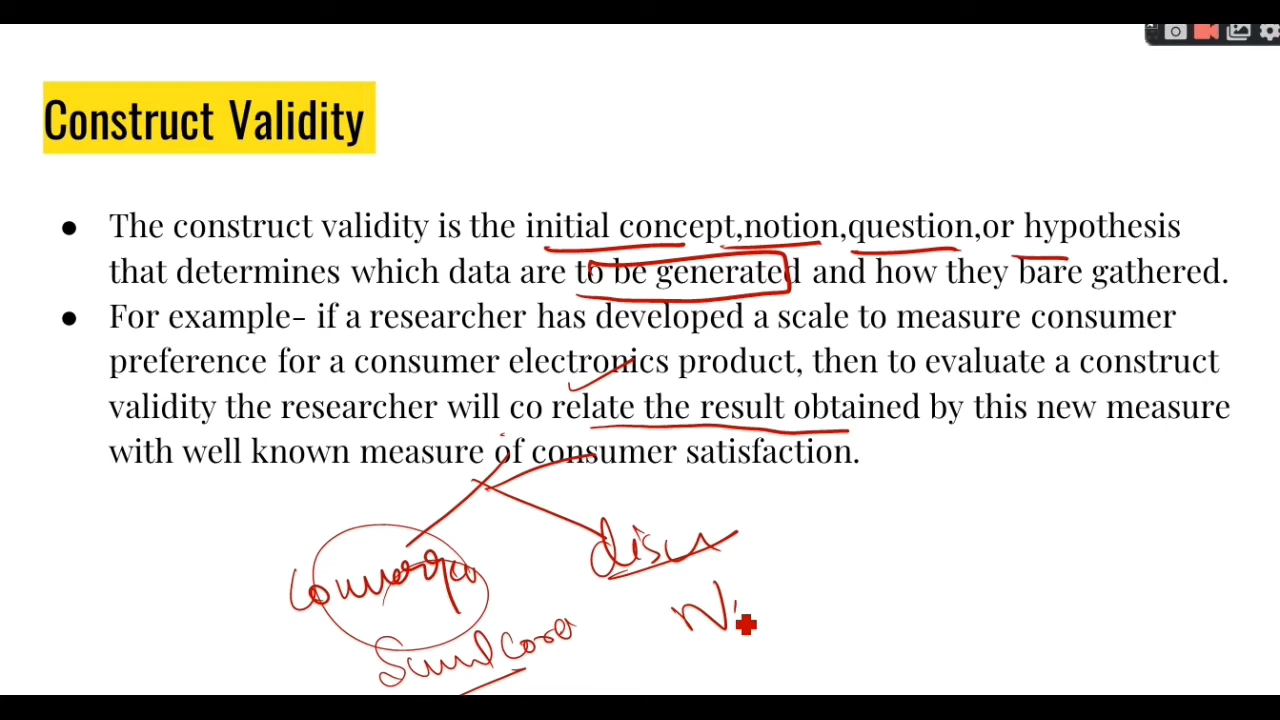 Construct Validity
● The construct validity is the initial concept,notion,question,or hypothesis
that determines which data are to be generated and how they bare gathered.
● For example- if a researcher has developed a scale to measure consumer
preference for a consumer electronics product, then to evaluate a construct
validity the researcher will co relate the result obtained by this new measure
with well known measure of consumer satisfaction.